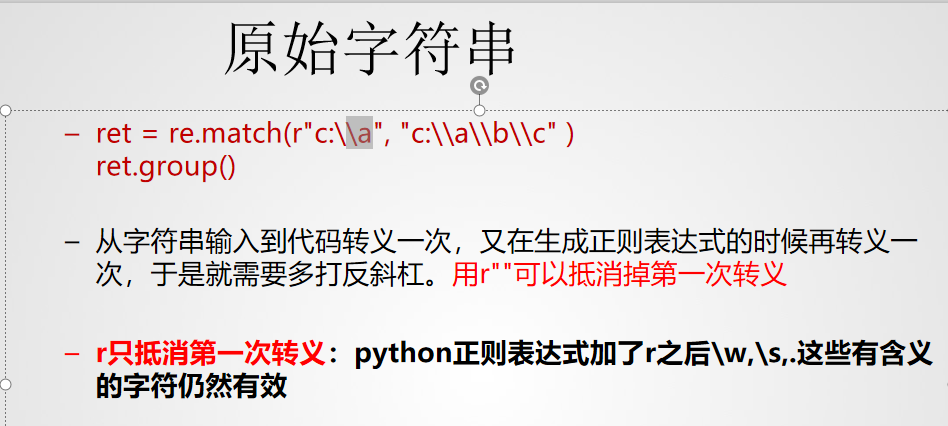 原始字符串
– ret = re.match(r"c:\\a", "c:\\a\\b\\c" )
ret.group()
– 从字符串输入到代码转义一次，又在生成正则表达式的时候再转义一
次，于是就需要多打反斜杠。用r""可以抵消掉第一次转义
– r只抵消第一次转义：python正则表达式加了r之后\w,\s,.这些有含义
的字符仍然有效